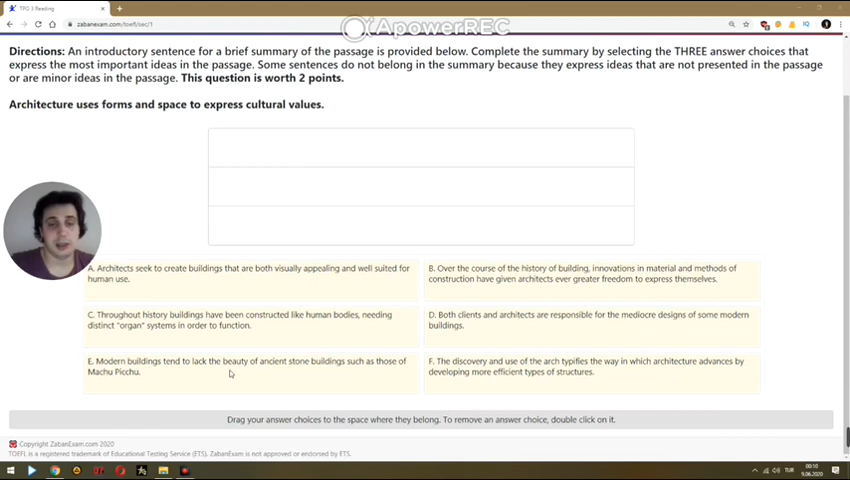 TPO 3 Reading
zabanexam.com/toefl/sec/1
ApowerREC
Directions: An introductory sentence for a brief summary of the passage is provided below. Complete the summary by selecting the THREE answer choices that
express the most important ideas in the passage. Some sentences do not belong in the summary because they express ideas that are not presented in the passage
or are minor ideas in the passage. This question is worth 2 points.
Architecture uses forms and space to express cultural values.
A. Architects seek to create buildings that are both visually appealing and well suited for
human use.
B. Over the course of the history of building, innovations in material and methods of
construction have given architects ever greater freedom to express themselves.
C. Throughout history buildings have been constructed like human bodies, needing
distinct "organ" systems in order to function.
D. Both clients and architects are responsible for the mediocre designs of some modern
buildings.
E. Modern buildings tend to lack the beauty of ancient stone buildings such as those of
Machu Picchu.
F. The discovery and use of the arch typifies the way in which architecture advances by
developing more efficient types of structures.
Drag your answer choices to the space where they belong. To remove an answer choice, double click on it.
Copyright ZabanExam.com 2020
TOEFL is a registered trademark of Educational Testing Service (ETS). ZabanExam is not approved or endorsed by ETS.
TUR
00:10
9.06.2020